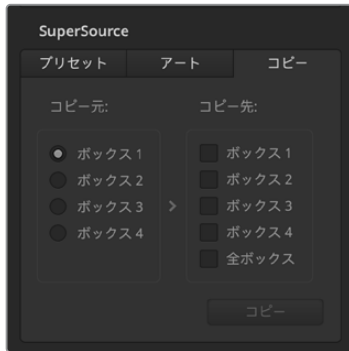 SuperSource
プリセット
アート
コピー
コピー元:
コピー先:
ボックス 1
ボックス 2
ボックス 3
ボックス 4
>
ボックス 1
ボックス 2
ボックス 3
ボックス 4
全ボックス
コピー